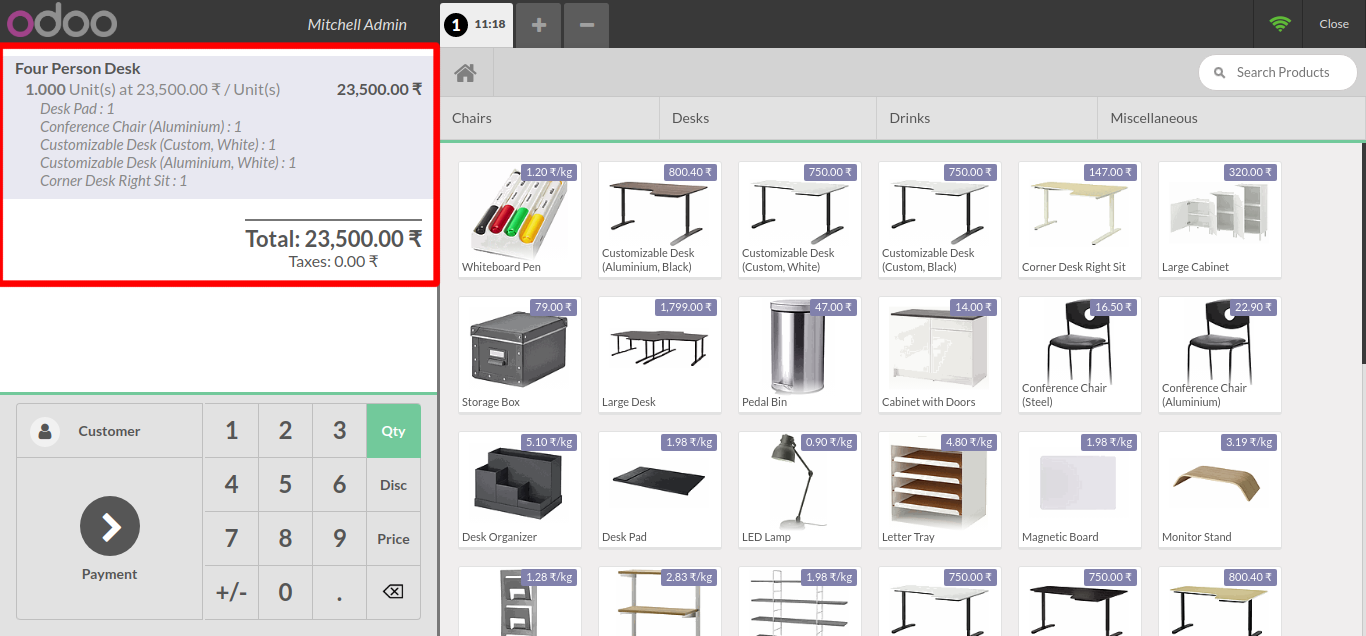 odoo
Mitchell Admin
1 11:18 + −
Close
Four Person Desk
1.000 Unit(s) at 23,500.00 ₹ / Unit(s) 23,500.00 ₹
Desk Pad : 1
Conference Chair (Aluminium) : 1
Customizable Desk (Custom, White) : 1
Customizable Desk (Aluminium, White) : 1
Corner Desk Right Sit : 1
Total: 23,500.00 ₹
Taxes: 0.00 ₹
Customer
Payment
1 2 3 Qty
4 5 6 Disc
7 8 9 Price
+/- 0 .
Search Products
Chairs Desks Drinks Miscellaneous
1.20 ₹/kg
Whiteboard Pen
800.40 ₹
Customizable Desk
(Aluminium, Black)
750.00 ₹
Customizable Desk
(Custom, White)
750.00 ₹
Customizable Desk
(Custom, Black)
147.00 ₹
Corner Desk Right Sit
320.00 ₹
Large Cabinet
79.00 ₹
Storage Box
1,799.00 ₹
Large Desk
47.00 ₹
Pedal Bin
14.00 ₹
Cabinet with Doors
16.50 ₹
Conference Chair
(Steel)
22.90 ₹
Conference Chair
(Aluminium)
5.10 ₹/kg
Desk Organizer
1.98 ₹/kg
Desk Pad
0.90 ₹/kg
LED Lamp
4.80 ₹/kg
Letter Tray
1.98 ₹/kg
Magnetic Board
3.19 ₹/kg
Monitor Stand
1.28 ₹/kg
2.83 ₹/kg
1.98 ₹/kg
750.00 ₹
750.00 ₹
800.40 ₹